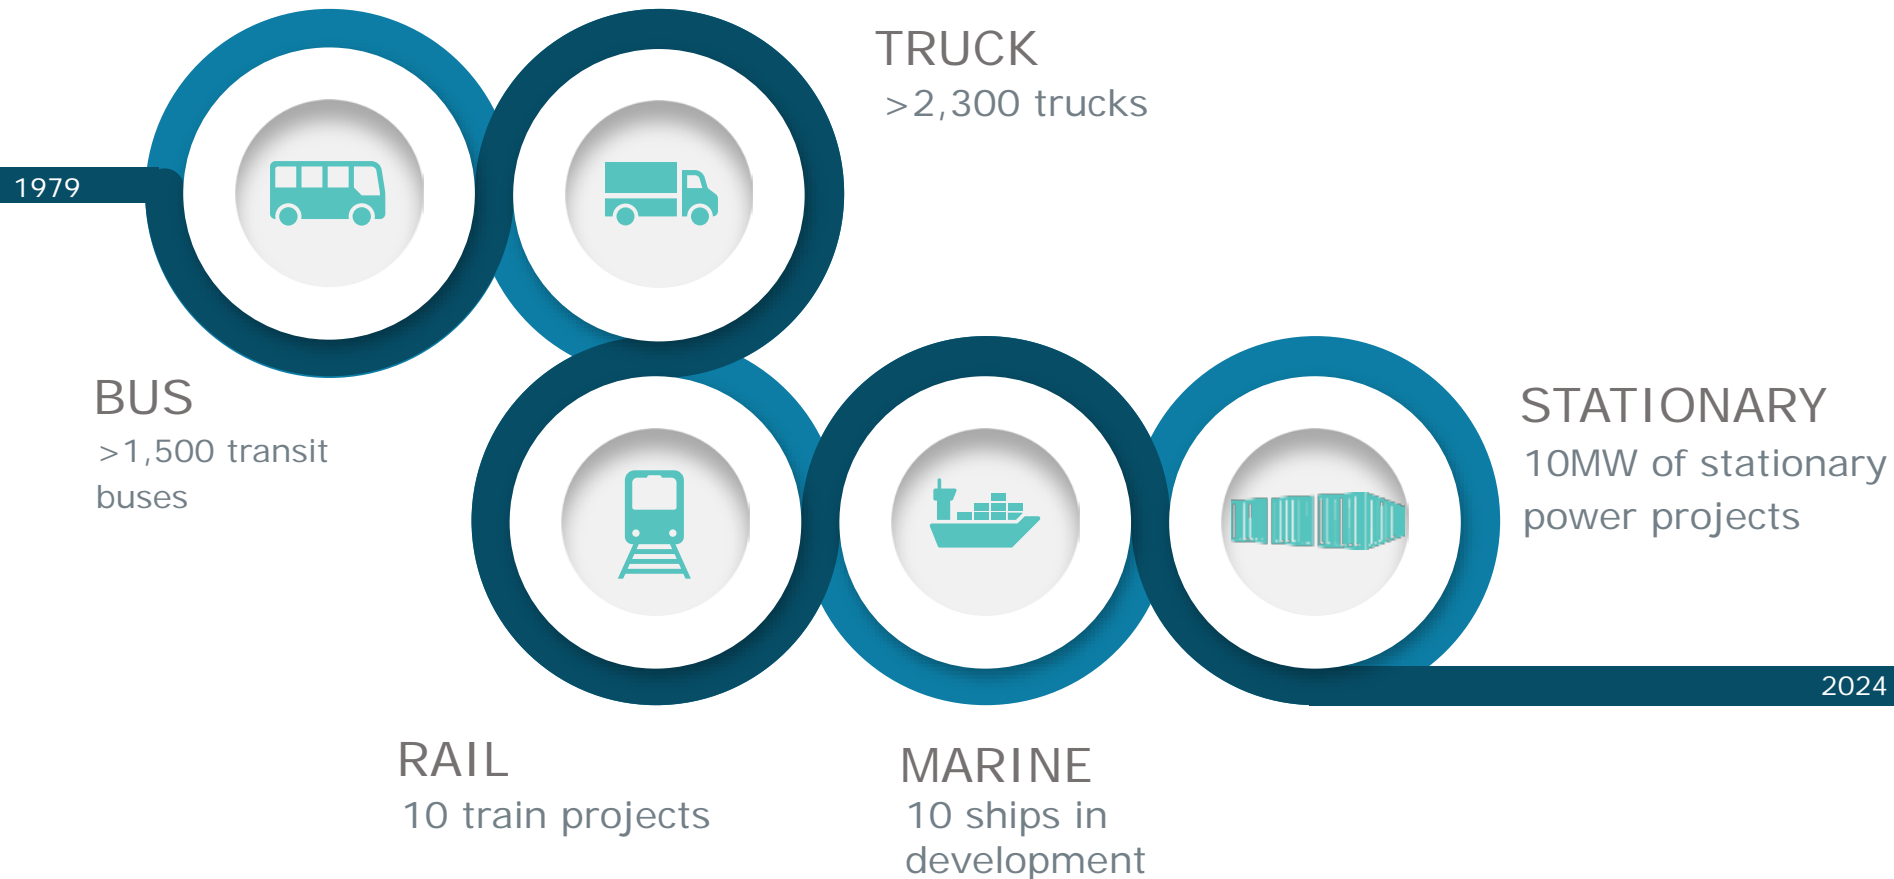 1979
BUS
>1,500 transit
buses
TRUCK
>2,300 trucks
RAIL
10 train projects
MARINE
10 ships in
development
STATIONARY
10MW of stationary
power projects
2024